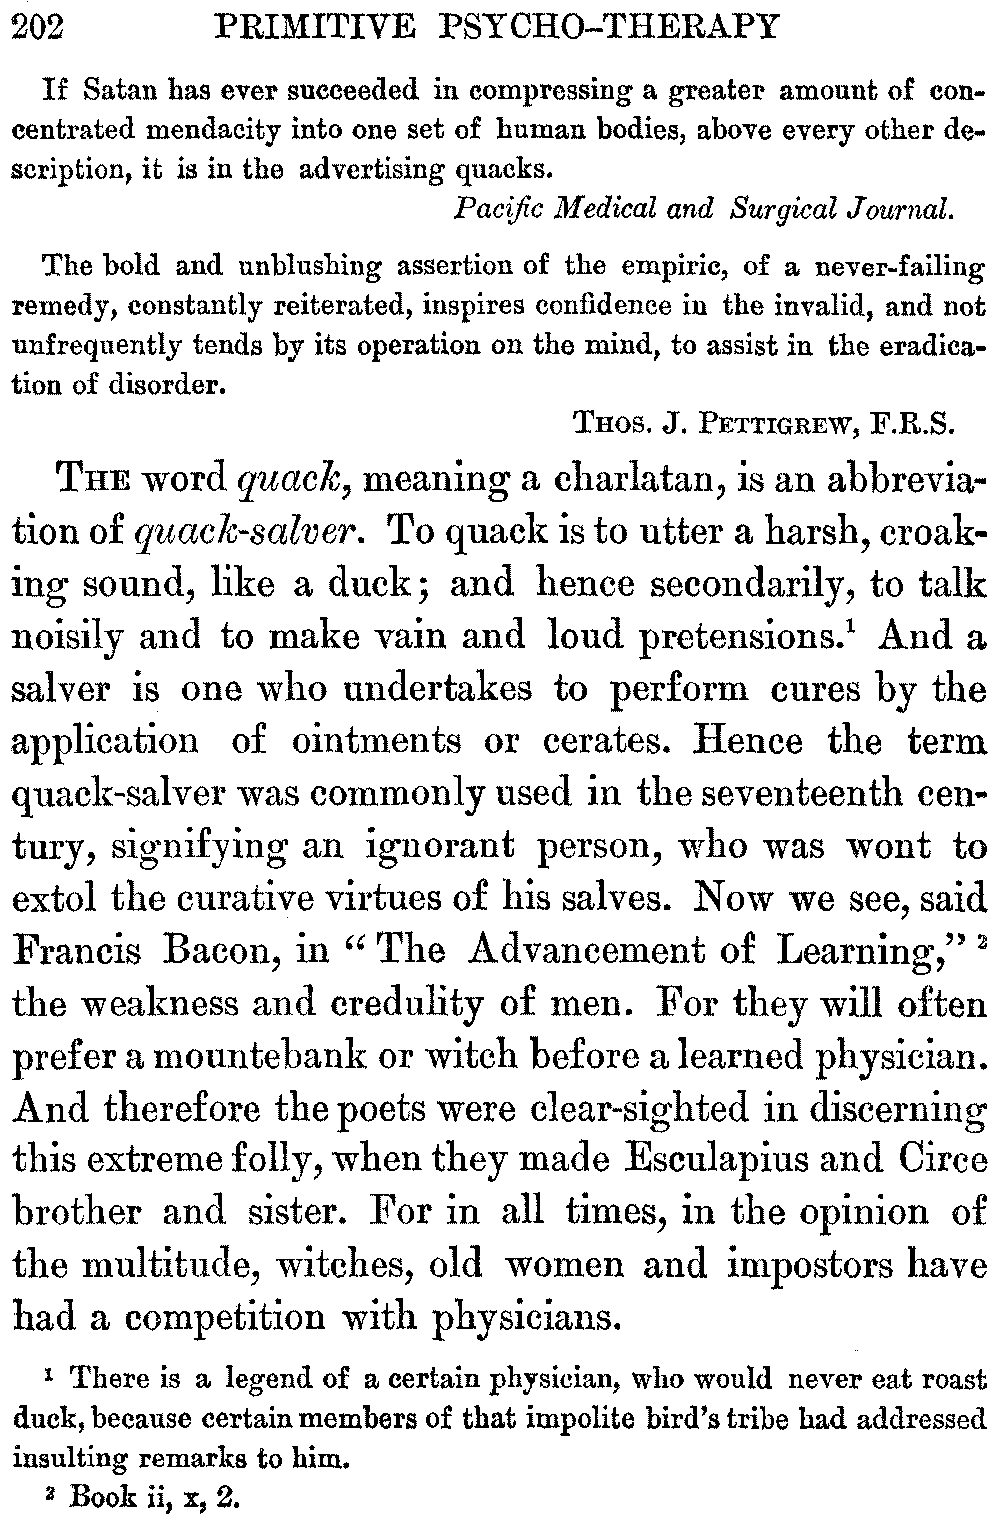 202 PRIMITIVE PSYCHO-THERAPY
If Satan has ever succeeded in compressing a greater amount of con-
centrated mendacity into one set of human bodies, above every other de-
scription, it is in the advertising quacks.
Pacific Medical and Surgical Journal.
The bold and unblushing assertion of the empiric, of a never-failing
remedy, constantly reiterated, inspires confidence in the invalid, and not
unfrequently tends by its operation on the mind, to assist in the eradica-
tion of disorder.
THOS. J. PETTIGREW, F.R.S.
THE word quack, meaning a charlatan, is an abbrevia-
tion of quack-salver. To quack is to utter a harsh, croak-
ing sound, like a duck; and hence secondarily, to talk
noisily and to make vain and loud pretensions.¹ And a
salver is one who undertakes to perform cures by the
application of ointments or cerates. Hence the term
quack-salver was commonly used in the seventeenth cen-
tury, signifying an ignorant person, who was wont to
extol the curative virtues of his salves. Now we see, said
Francis Bacon, in “The Advancement of Learning,” ²
the weakness and credulity of men. For they will often
prefer a mountebank or witch before a learned physician.
And therefore the poets were clear-sighted in discerning
this extreme folly, when they made Esculapius and Circe
brother and sister. For in all times, in the opinion of
the multitude, witches, old women and impostors have
had a competition with physicians.
¹ There is a legend of a certain physician, who would never eat roast
duck, because certain members of that impolite bird's tribe had addressed
insulting remarks to him.
² Book ii, x, 2.